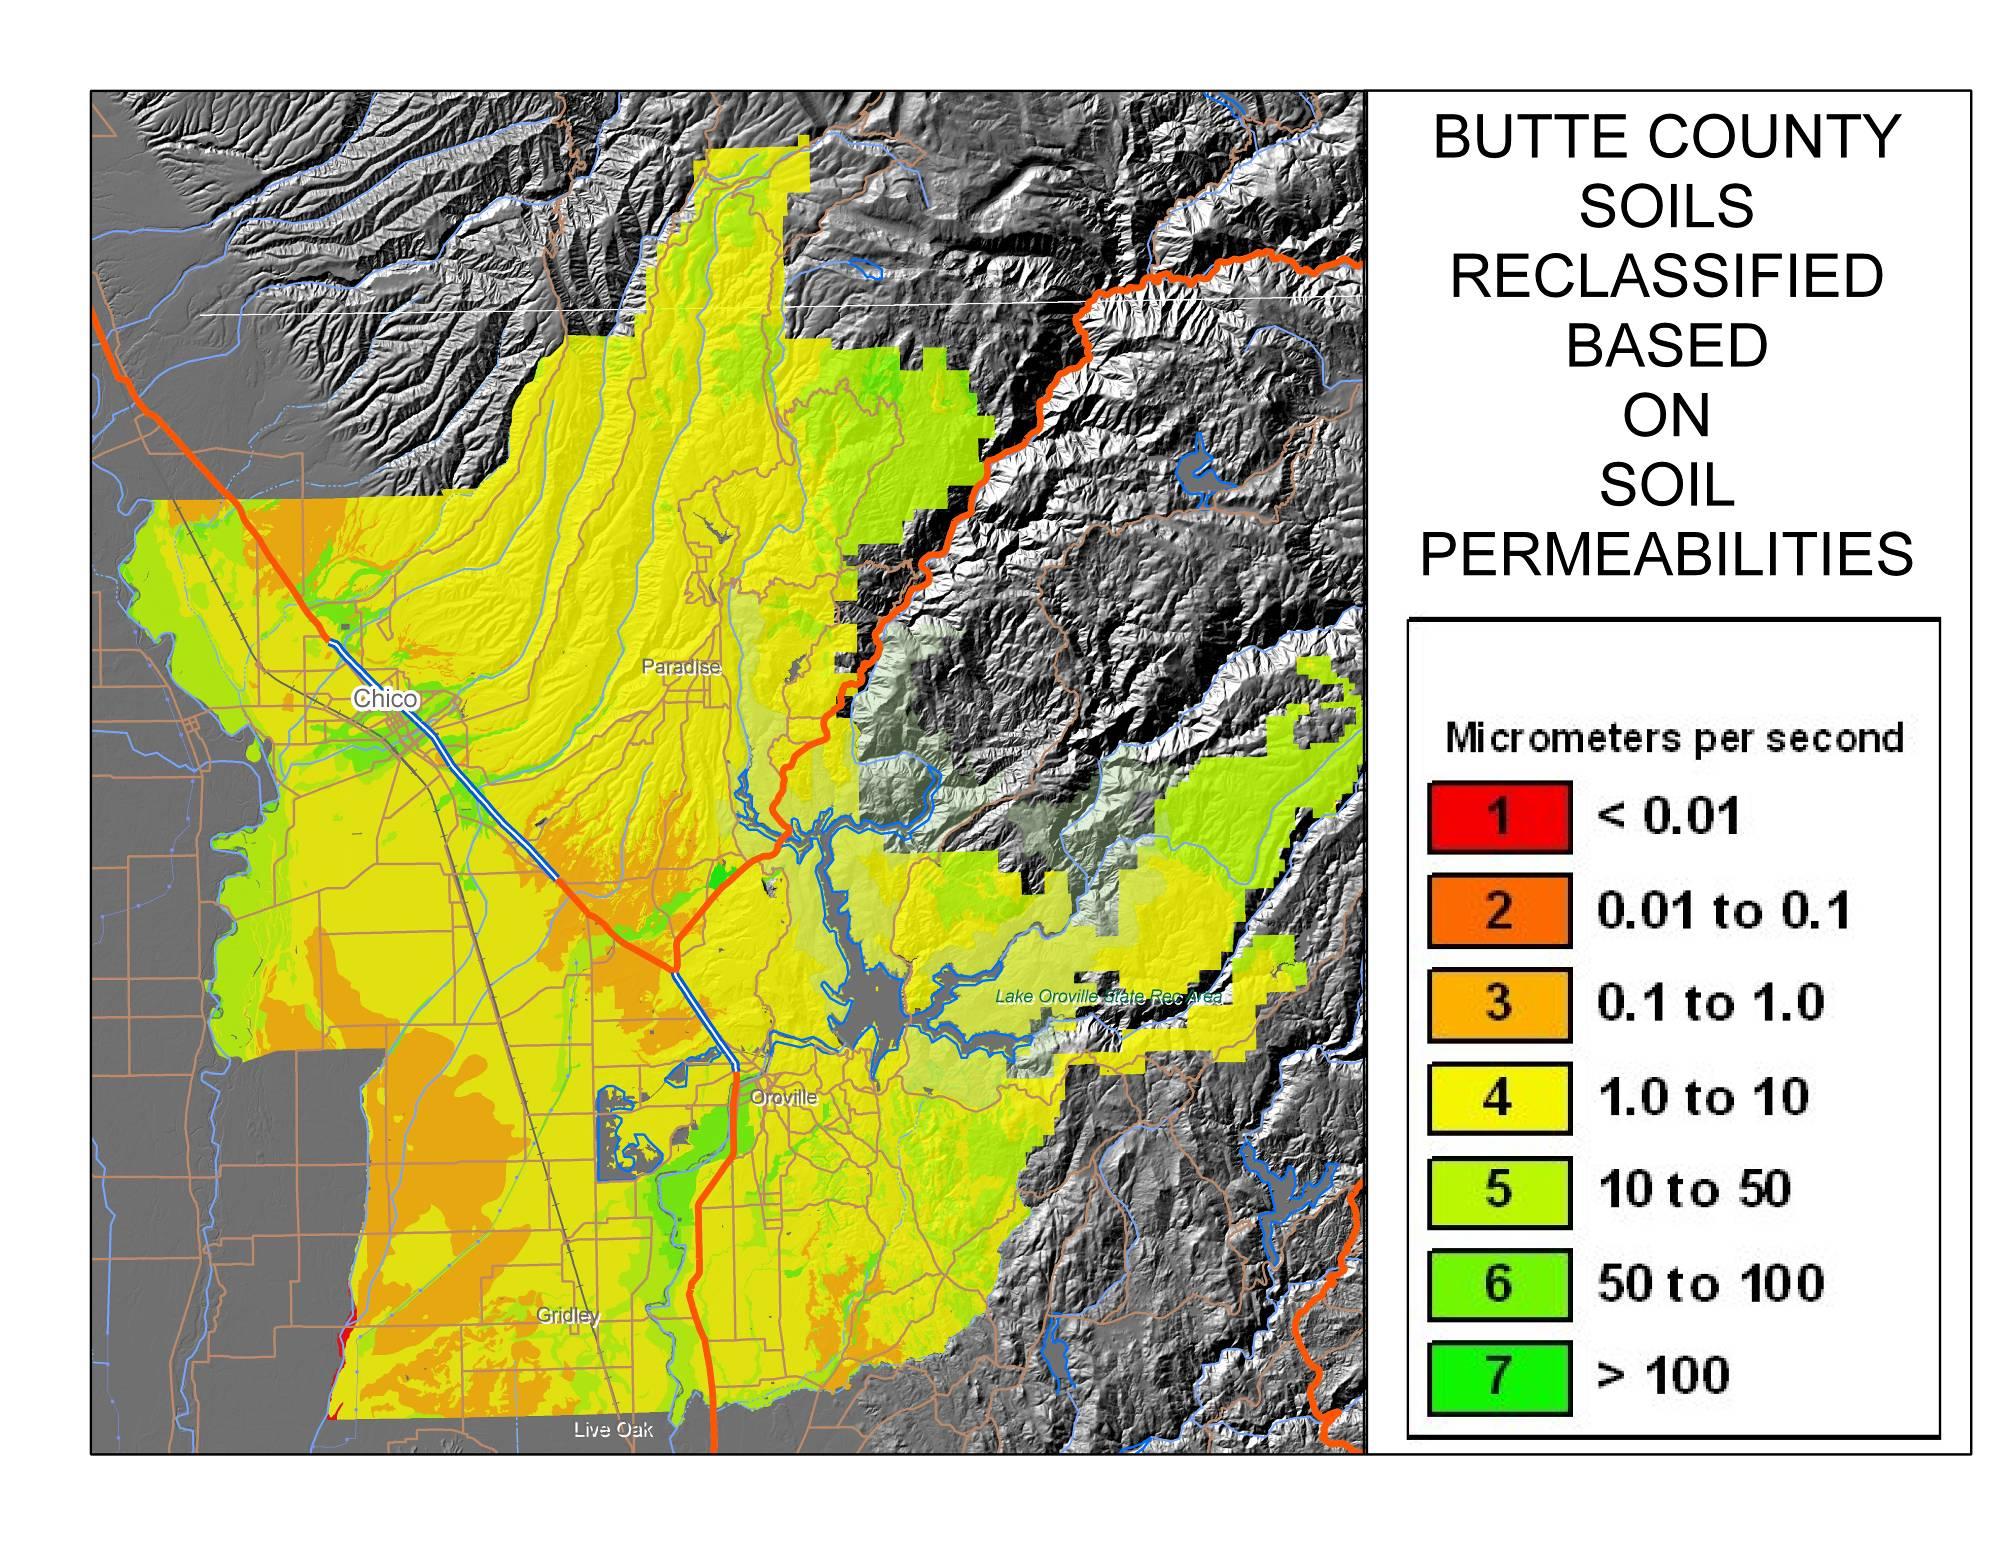 BUTTE COUNTY
SOILS
RECLASSIFIED
BASED
ON
SOIL
PERMEABILITIES
Micrometers per second
1 < 0.01
2 0.01 to 0.1
3 0.1 to 1.0
4 1.0 to 10
5 10 to 50
6 50 to 100
7 > 100
Paradise
Chico
Lake Oroville State Rec Area
Oroville
Gridley
Live Oak